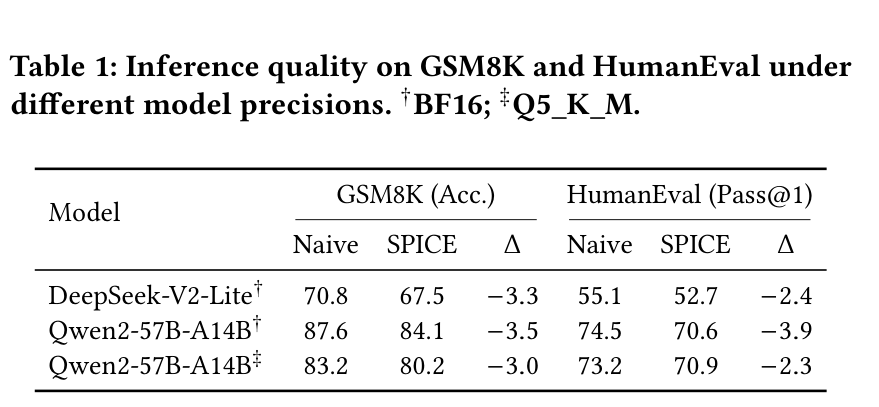 Table 1: Inference quality on GSM8K and HumanEval under
different model precisions. †BF16; ‡Q5_K_M.
Model GSM8K (Acc.) HumanEval (Pass@1)
Naive SPICE Δ Naive SPICE Δ
DeepSeek-V2-Lite† 70.8 67.5 −3.3 55.1 52.7 −2.4
Qwen2-57B-A14B† 87.6 84.1 −3.5 74.5 70.6 −3.9
Qwen2-57B-A14B‡ 83.2 80.2 −3.0 73.2 70.9 −2.3